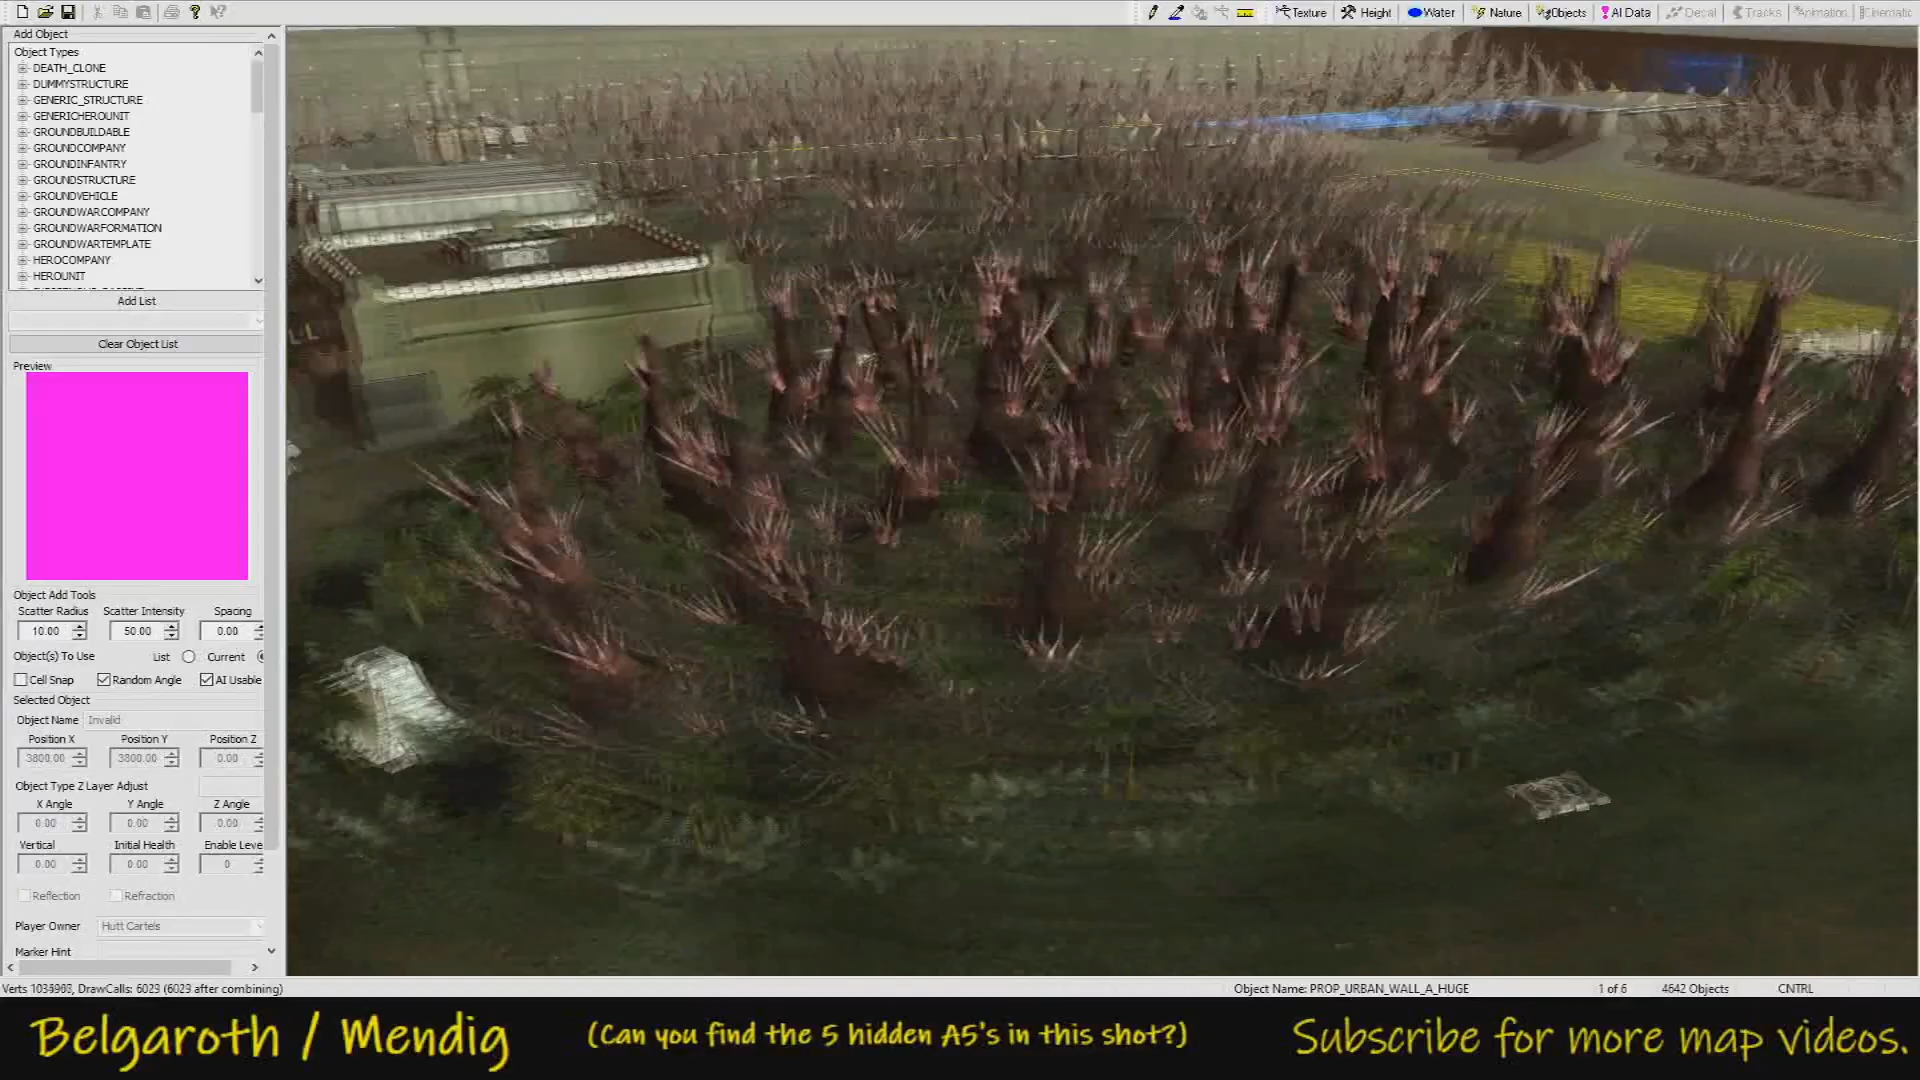 Texture Height Water Nature Objects AI Data Decal Tracks Animation Cinematic
Add Object
Object Types
DEATH_CLONE
DUMMYSTRUCTURE
GENERIC_STRUCTURE
GENERICHEROUNIT
GROUNDBUILDABLE
GROUNDCOMPANY
GROUNDINFANTRY
GROUNDSTRUCTURE
GROUNDVEHICLE
GROUNDWARCOMPANY
GROUNDWARFORMATION
GROUNDWARTEMPLATE
HEROCOMPANY
HEROUNIT
Add List
Clear Object List
Preview
Object Add Tools
Scatter Radius Scatter Intensity Spacing
10.00 50.00 0.00
Object(s) To Use List Current
Cell Snap Random Angle AI Usable
Selected Object
Object Name Invalid
Position X Position Y Position Z
3800.00 3800.00 0.00
Object Type Z Layer Adjust
X Angle Y Angle Z Angle
0.00 0.00 0.00
Vertical Initial Health Enable Leve
0.00 0.00 0
Reflection Refraction
Player Owner Hutt Cartels
Marker Hint
Verts DrawCalls: 6023 (6023 after combining) Object Name: PROP_URBAN_WALL_A_HUGE 1 of 6 4642 Objects CNTRL
Belgaroth / Mendig (Can you find the 5 hidden A5's in this shot?) Subscribe for more map videos.